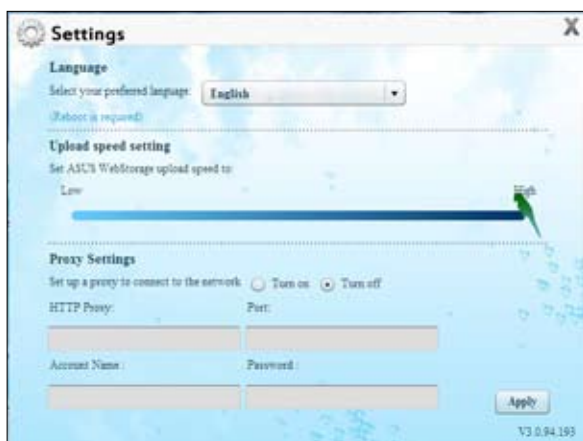 Settings
X
Language
Select your preferred language: English
(Reboot is required)
Upload speed setting
Set ASUS WebStorage upload speed to:
Low High
Proxy Settings
Set up a proxy to connect to the network Turn on Turn off
HTTP Proxy: Port:
Account Name : Password :
Apply
V3.0.94.193